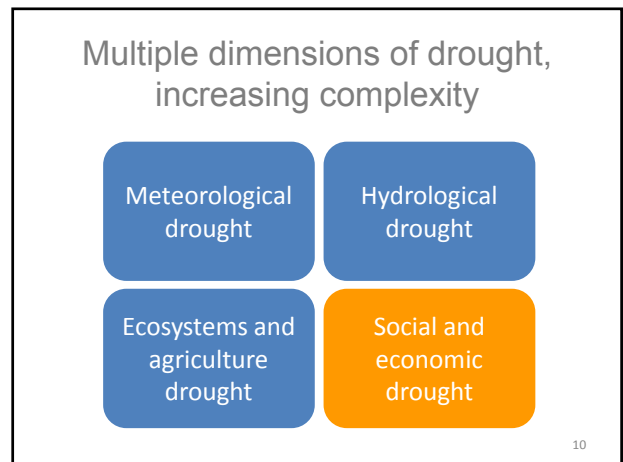 Multiple dimensions of drought,
increasing complexity
Meteorological
drought
Hydrological
drought
Ecosystems and
agriculture
drought
Social and
economic
drought
10